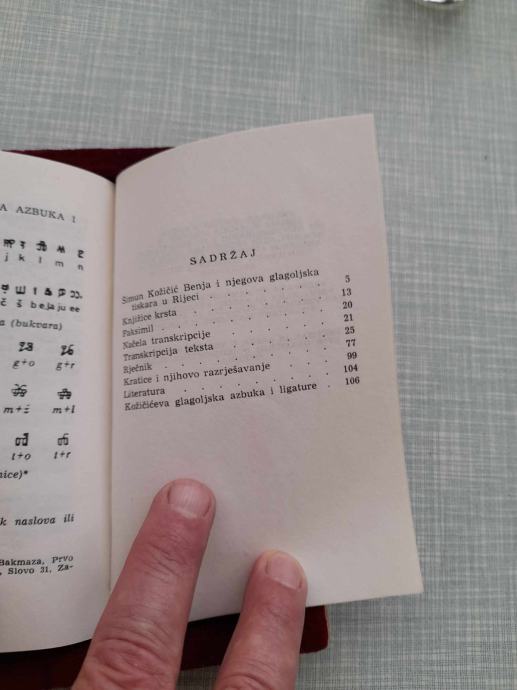 A AZBUKA I
j k l m n
č š b e ja ju e e
a (bukvara)
g+o g+r
m+ž m+l
t+o t+r
nice)*
k naslova ili
Bakmaza, Prvo
, Slovo 31, Za-
SADRŽAJ
Šimun Kožičić Benja i njegova glagoljska
tiskara u Rijeci . . . . . . . 5
Knjižice krsta . . . . . . . 13
Faksimil . . . . . . . 20
Načela transkripcije . . . . . . 21
Transkripcija teksta . . . . . . 25
Rječnik . . . . . . . 77
Kratice i njihovo razrješavanje . . . . 99
Literatura . . . . . . . 104
Kožičićeva glagoljska azbuka i ligature . 106